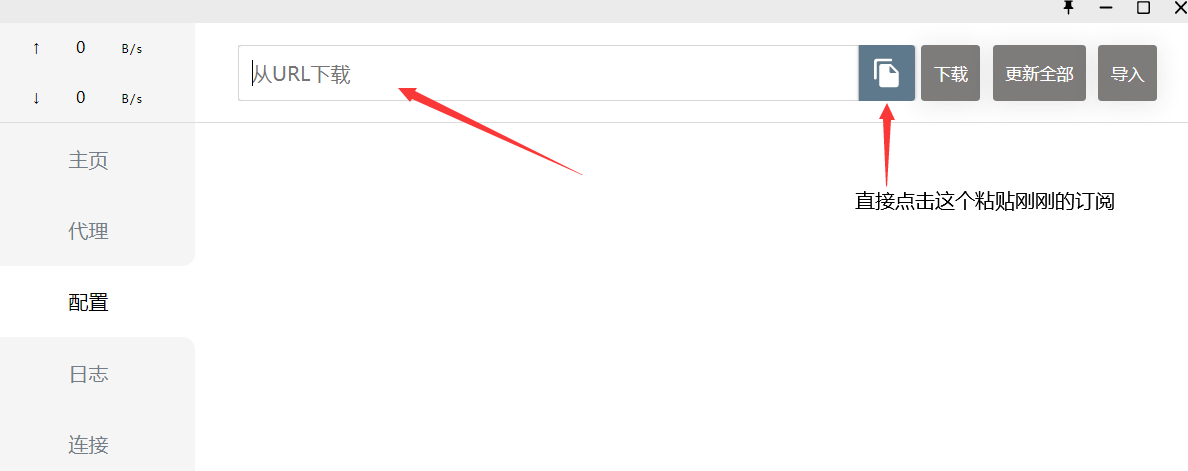 ↑ 0 B/s
↓ 0 B/s
从URL下载
下载
更新全部
导入
主页
代理
配置
日志
连接
直接点击这个粘贴刚刚的订阅